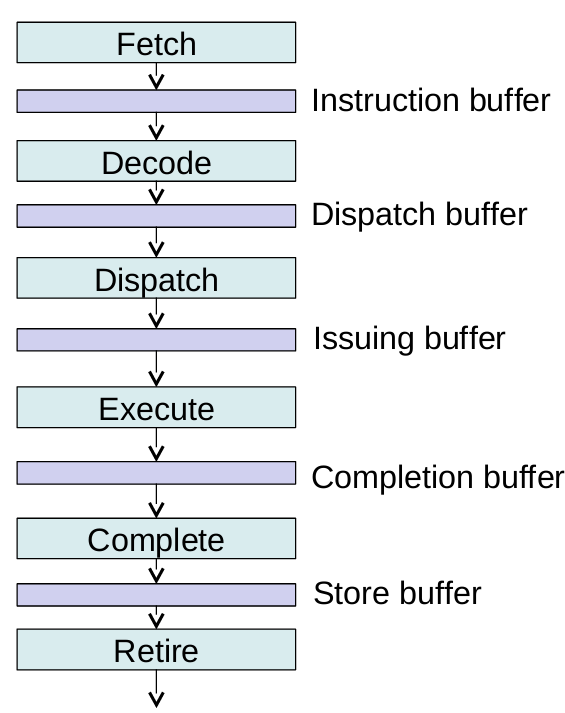 Fetch
Instruction buffer
Decode
Dispatch buffer
Dispatch
Issuing buffer
Execute
Completion buffer
Complete
Store buffer
Retire